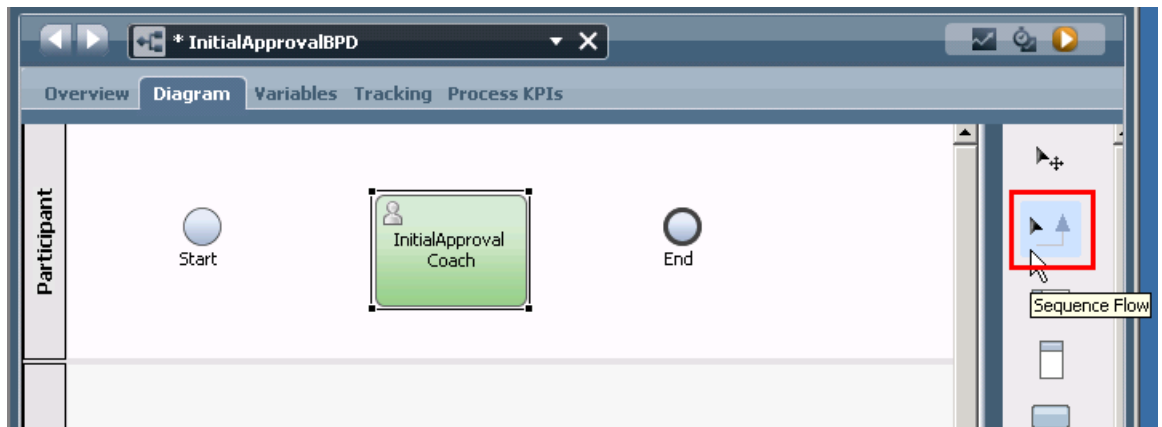 * InitialApprovalBPD
Overview Diagram Variables Tracking Process KPIs
Participant
Start
InitialApproval
Coach
End
Sequence Flow